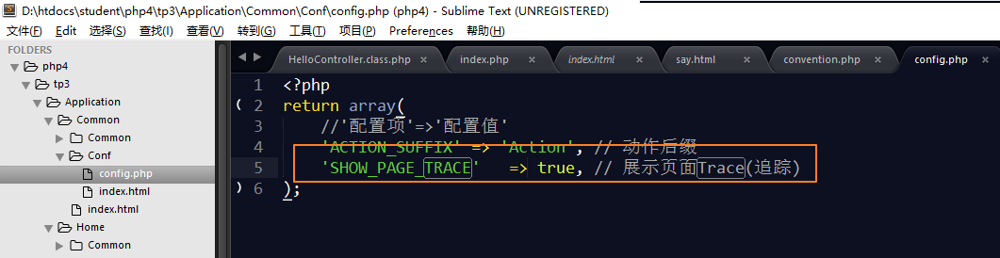 D:\htdocs\student\php4\tp3\Application\Common\Conf\config.php (php4) - Sublime Text (UNREGISTERED)
文件(F) Edit 选择(S) 查找(I) 查看(V) 转到(G) 工具(T) 项目(P) Preferences 帮助(H)
FOLDERS
php4
tp3
Application
Common
Common
Conf
config.php
index.html
index.html
Home
Common
HelloController.class.php × index.php × index.html × say.html × convention.php × config.php ×
1 <?php
2 return array(
3 //'配置项'=>'配置值'
4 'ACTION_SUFFIX' => 'Action', // 动作后缀
5 'SHOW_PAGE_TRACE' => true, // 展示页面Trace(追踪)
6 );